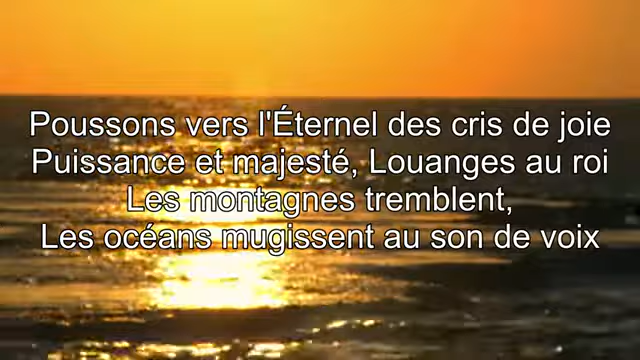 Poussons vers l'Éternel des cris de joie
Puissance et majesté, Louanges au roi
Les montagnes tremblent,
Les océans mugissent au son de voix